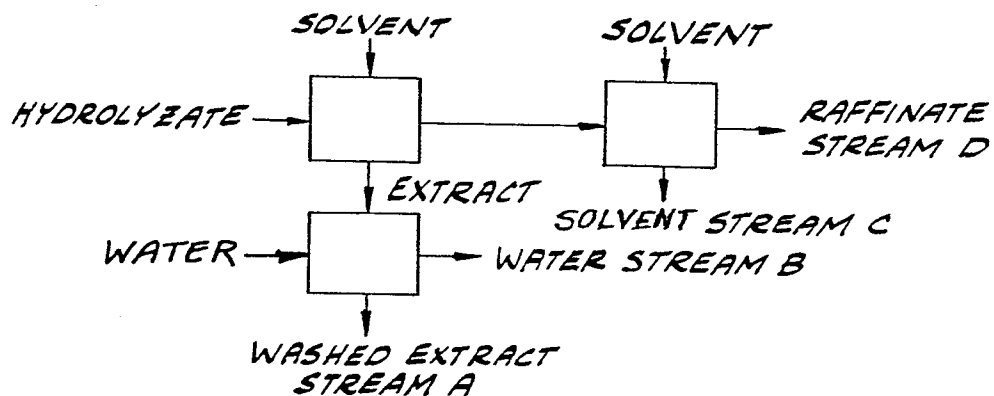 SOLVENT
SOLVENT
HYDROLYZATE
RAFFINATE
STREAM D
EXTRACT
SOLVENT STREAM C
WATER
WATER STREAM B
WASHED EXTRACT
STREAM A